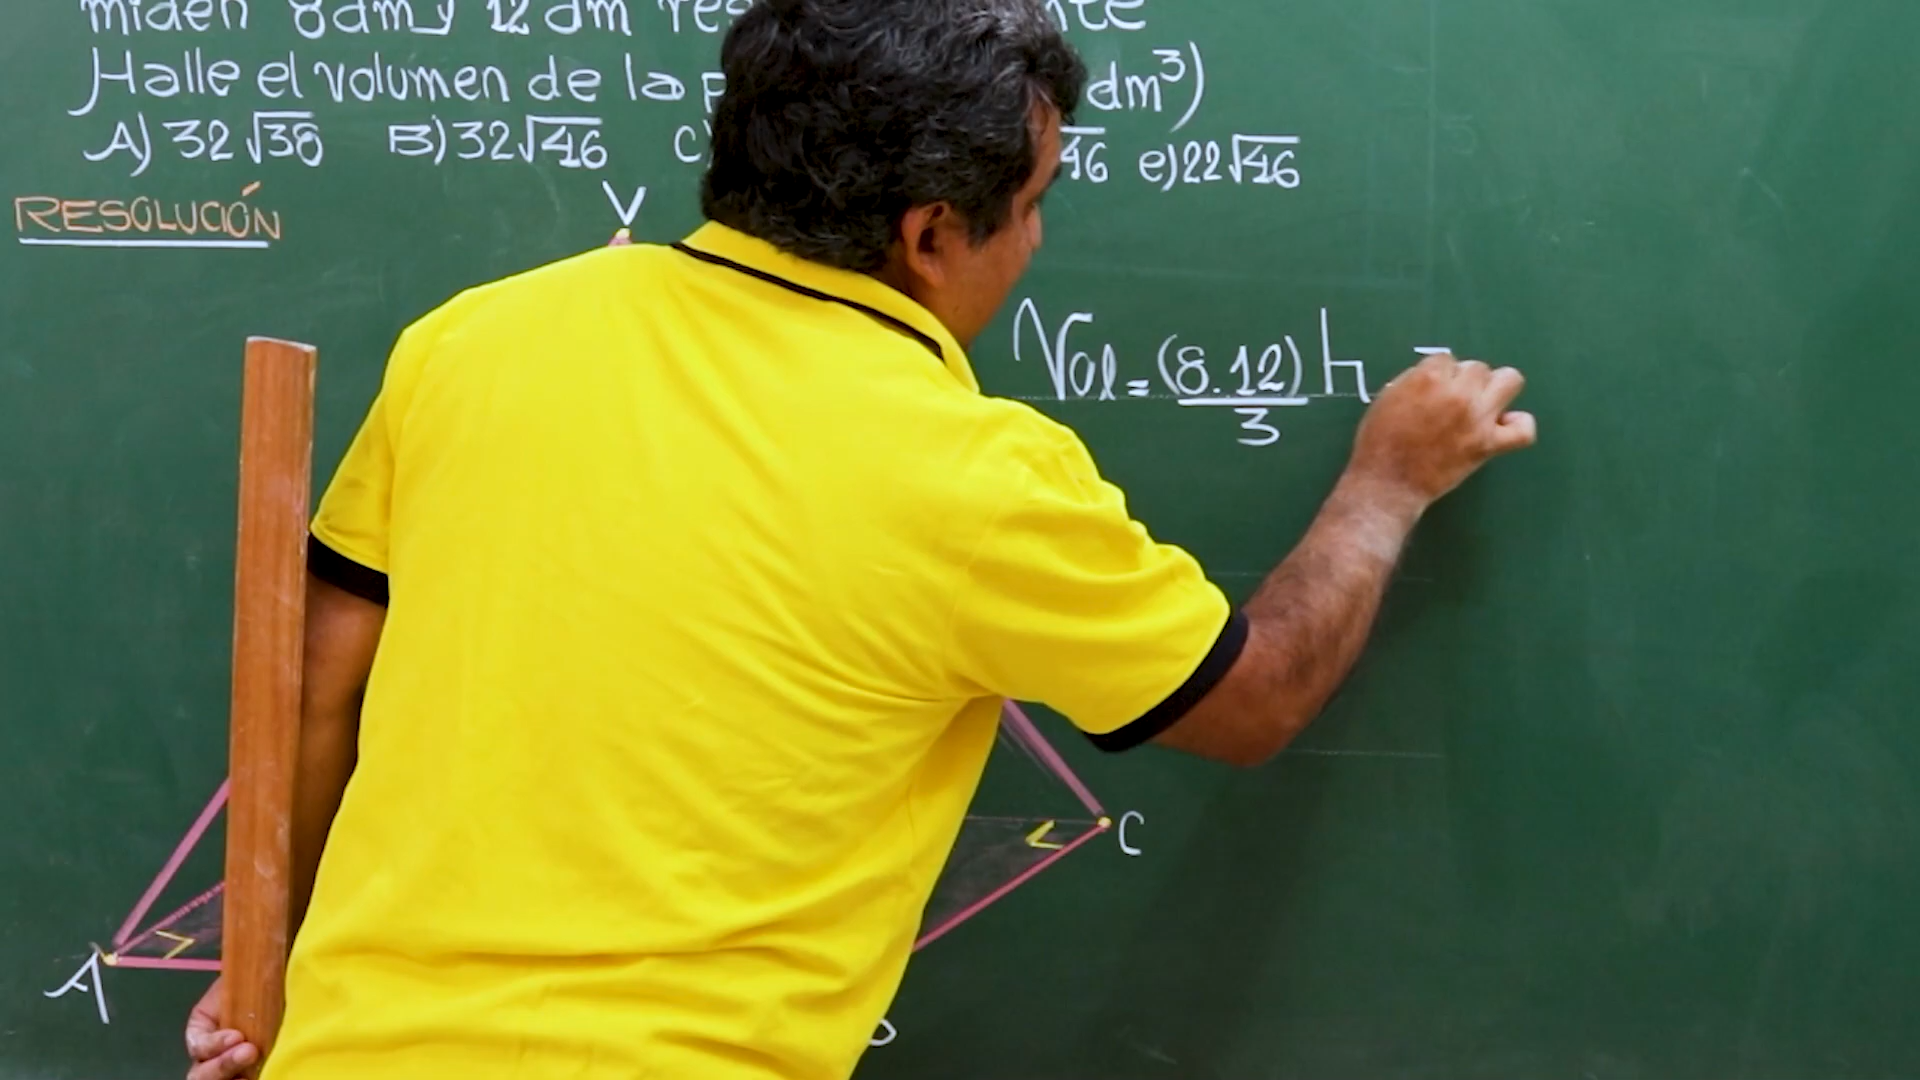 miden 8dm y 12 dm
Halle el volumen de la dm³)
A) 32√38 B) 32√46 C) 46 e) 22√46
RESOLUCIÓN
V
Vol = (8.12) h
3
C
A